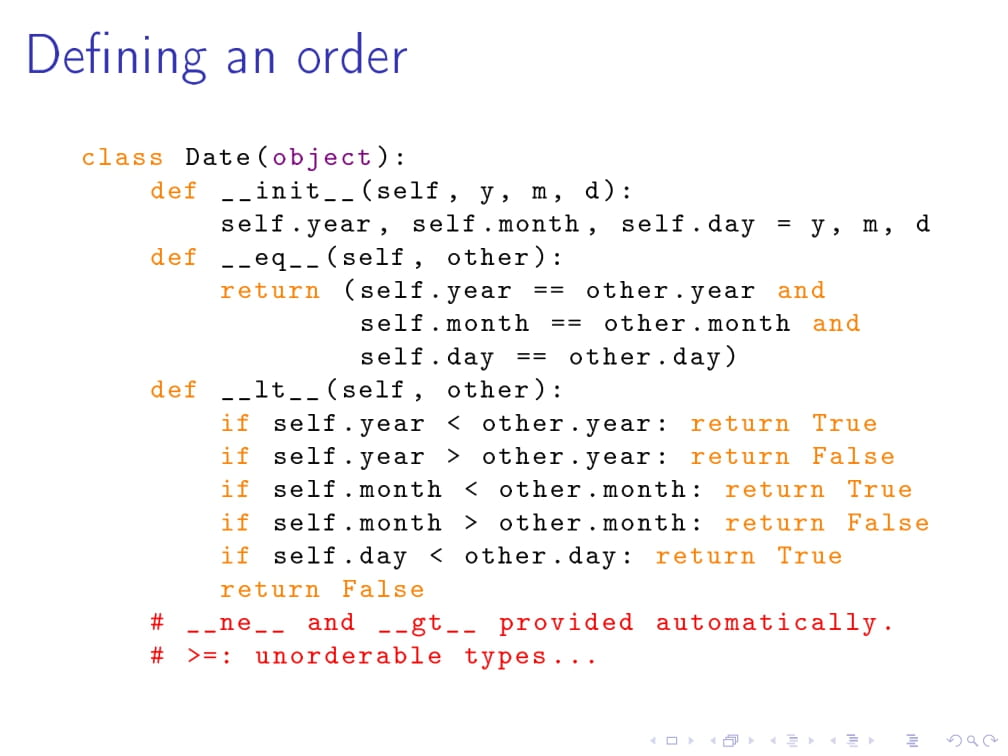 Defining an order
class Date(object):
    def __init__(self, y, m, d):
        self.year, self.month, self.day = y, m, d
    def __eq__(self, other):
        return (self.year == other.year and
                self.month == other.month and
                self.day == other.day)
    def __lt__(self, other):
        if self.year < other.year: return True
        if self.year > other.year: return False
        if self.month < other.month: return True
        if self.month > other.month: return False
        if self.day < other.day: return True
        return False
    # __ne__ and __gt__ provided automatically.
    # >=: unorderable types...